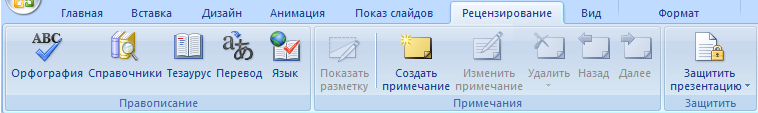 Главная Вставка Дизайн Анимация Показ слайдов Рецензирование Вид Формат
ABC
Орфография Справочники Тезаурус Перевод Язык
Показать разметку
Создать примечание
Изменить примечание
Удалить Назад Далее
Защитить презентацию
Правописание Примечания Защитить